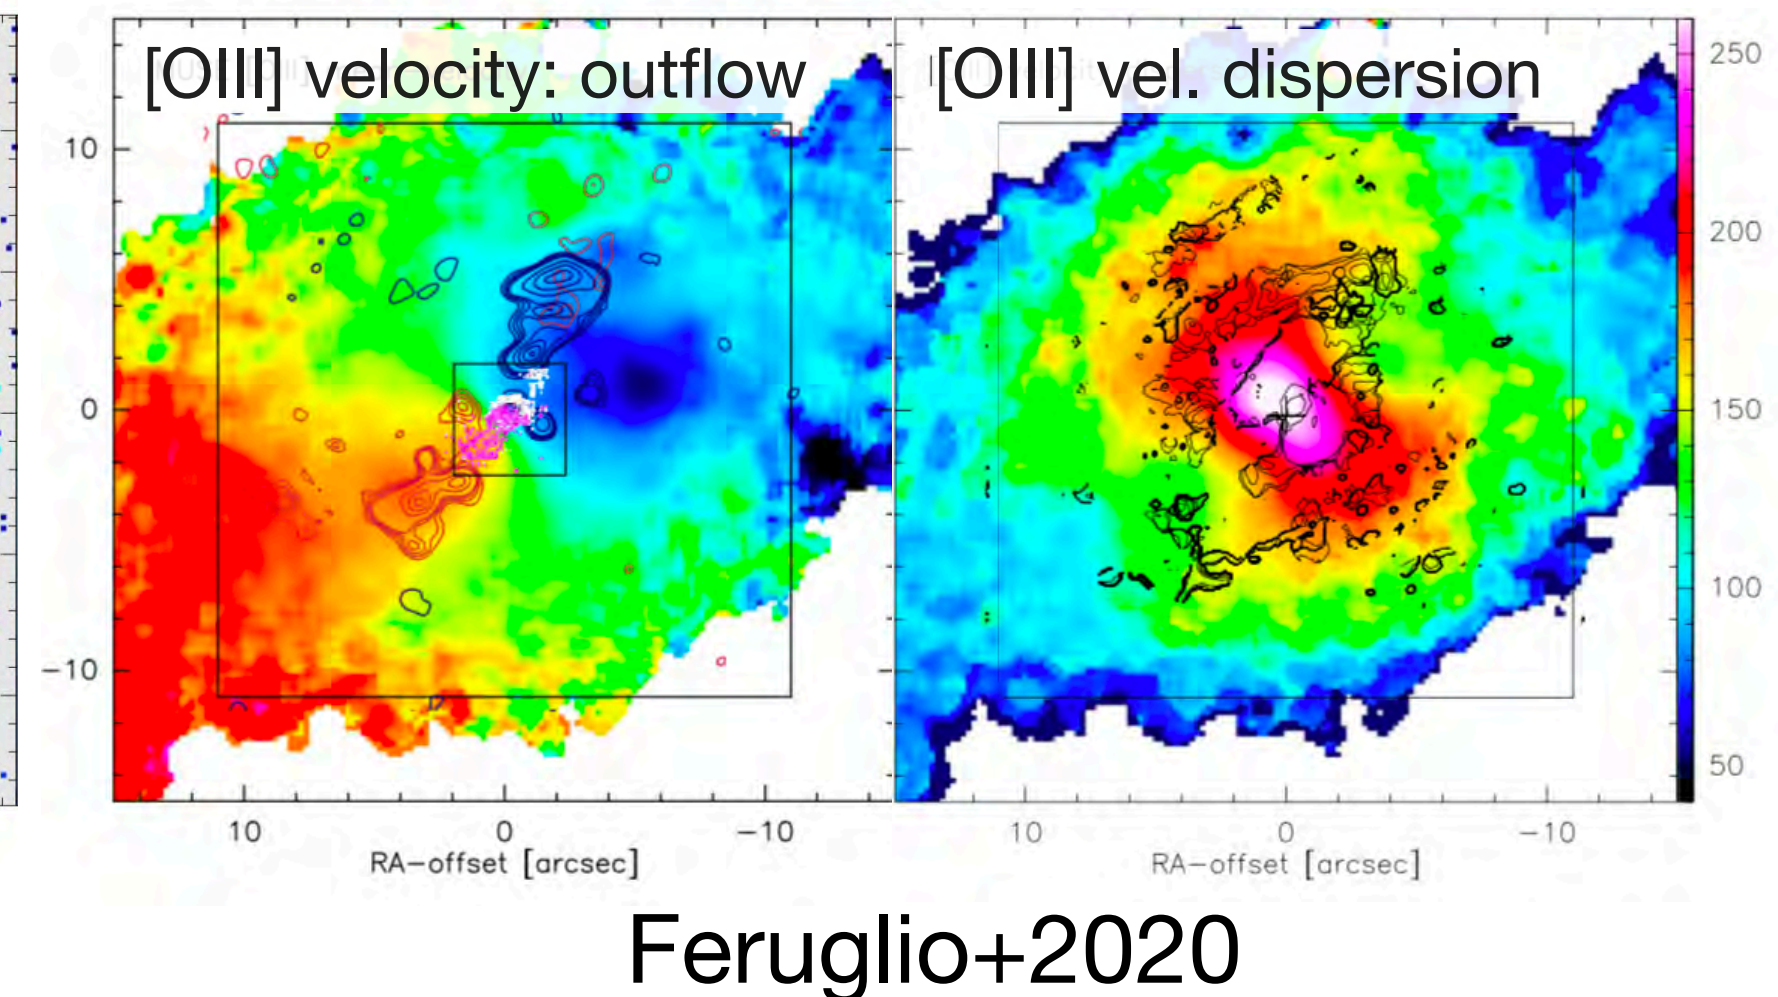 [OIII] velocity: outflow
[OIII] vel. dispersion
10
0
−10
250
200
150
100
50
10
0
−10
10
0
−10
RA−offset [arcsec]
RA−offset [arcsec]
Feruglio+2020